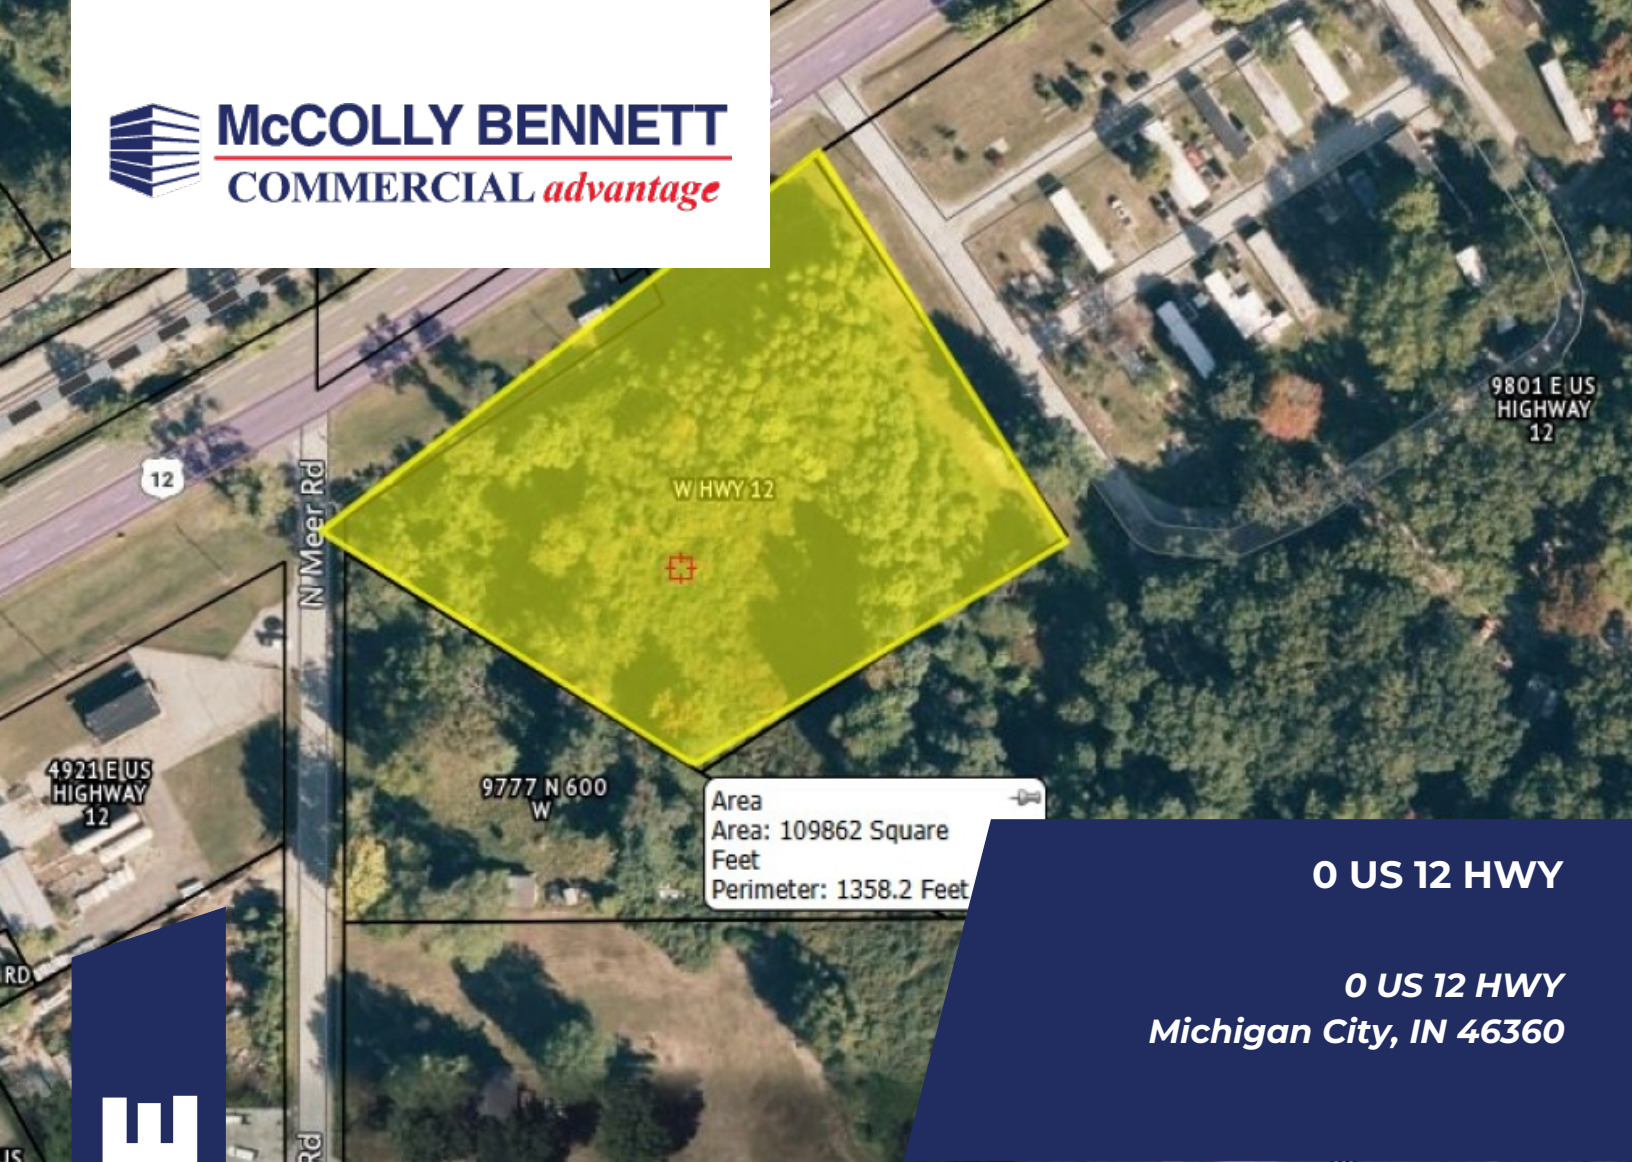 McCOLLY BENNETT
COMMERCIAL advantage
12
N Meer Rd
W HWY 12
9801 E US
HIGHWAY
12
4921 E US
HIGHWAY
12
9777 N 600
W
Area
Area: 109862 Square
Feet
Perimeter: 1358.2 Feet
RD
0 US 12 HWY
0 US 12 HWY
Michigan City, IN 46360
E
Rd
US